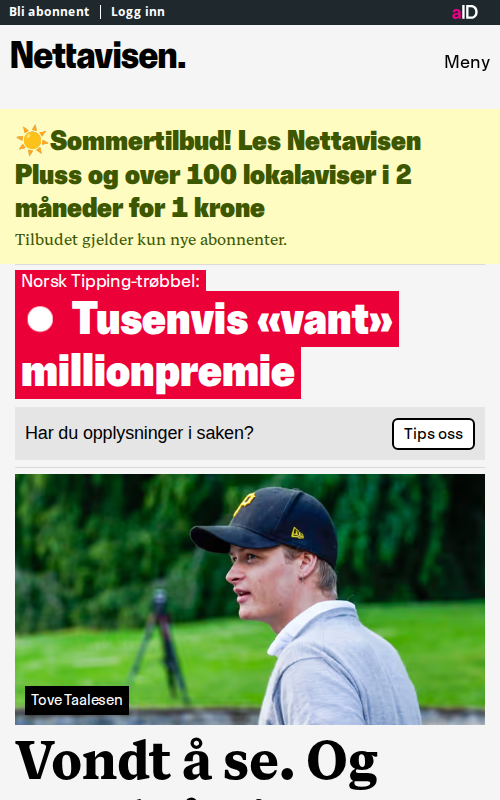 Bli abonnent
Logg inn
aID
Nettavisen.
Meny
Sommertilbud! Les Nettavisen
Pluss og over 100 lokalaviser i 2
måneder for 1 krone
Tilbudet gjelder kun nye abonnenter.
Norsk Tipping-trøbbel:
Tusenvis «vant»
millionpremie
Har du opplysninger i saken?
Tips oss
P
Tove Taalesen
Vondt å se. Og